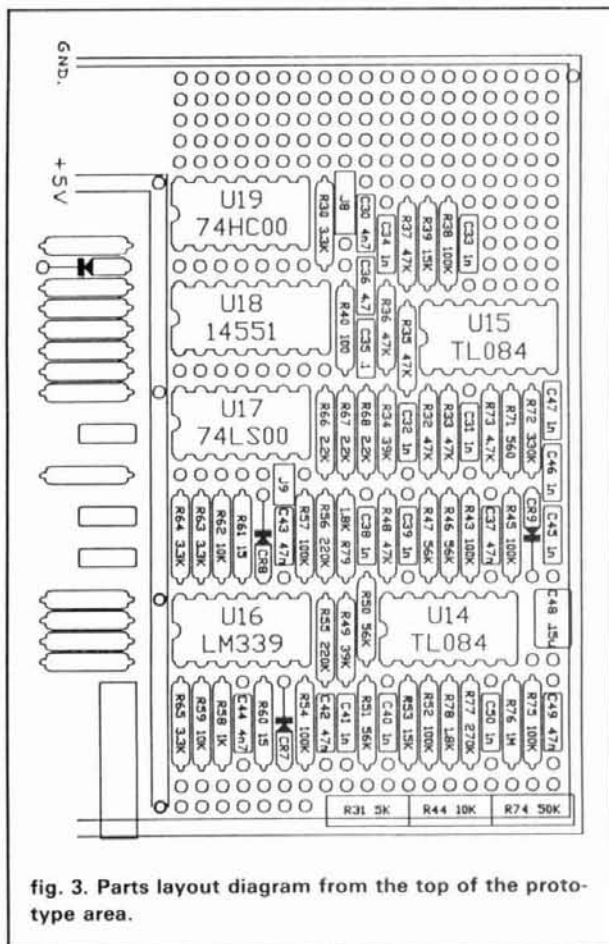 GND.
+5V
U19
74HC00
R30 3.3K
J8
C30 4n7
C34 1n
R37 47K
R39 15K
R38 100K
C33 1n
C36 4.7
U18
14551
R40 100
C35 .1
R36 47K
R35 47K
U15
TL084
U17
74LS00
R66 2.2K
R67 2.2K
R68 2.2K
R34 39K
C32 1n
R32 47K
R33 47K
C31 1n
R73 4.7K
R71 560
R72 330K
C47 1n
C46 1n
J9
R64 3.3K
R63 3.3K
R62 10K
R61 15
CR8
C43 47n
R57 100K
R56 220K
1.8K R79
C38 1n
R48 47K
C39 1n
R47 56K
R46 56K
R43 100K
C37 47n
R45 100K
CR9
C45 1n
U16
LM339
R55 220K
R49 39K
R50 56K
U14
TL084
C48 .15u
R65 3.3K
R59 10K
R58 1K
C44 4n7
R60 15
CR7
R54 100K
C42 47n
C41 1n
R51 56K
C40 1n
R53 15K
R52 100K
R78 1.8K
R77 270K
C50 1n
R76 1M
R75 100K
C49 47n
R31 5K
R44 10K
R74 50K
fig. 3. Parts layout diagram from the top of the proto-
type area.